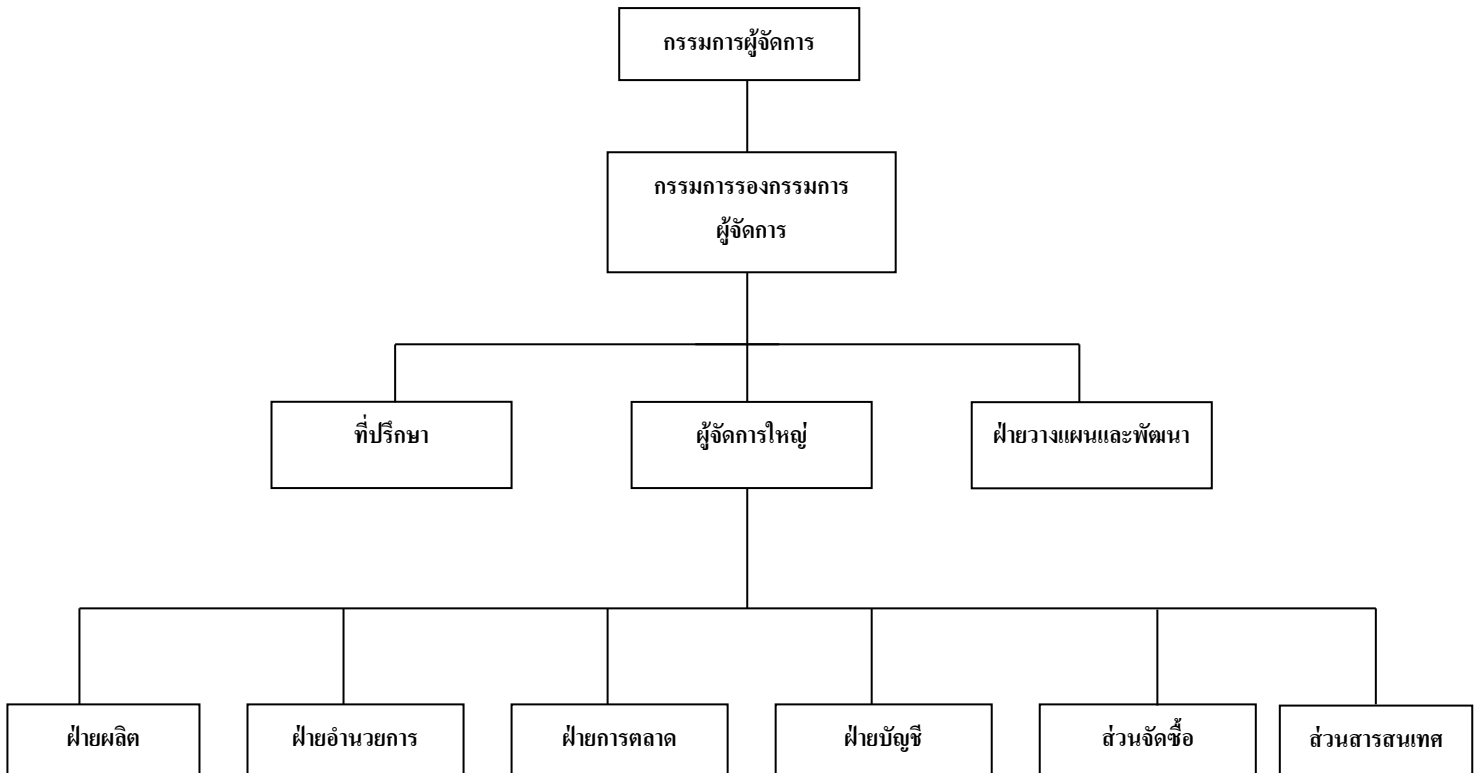 กรรมการผู้จัดการ
กรรมการรองกรรมการ
ผู้จัดการ
ที่ปรึกษา
ผู้จัดการใหญ่
ฝ่ายวางแผนและพัฒนา
ฝ่ายผลิต
ฝ่ายอำนวยการ
ฝ่ายการตลาด
ฝ่ายบัญชี
ส่วนจัดซื้อ
ส่วนสารสนเทศ